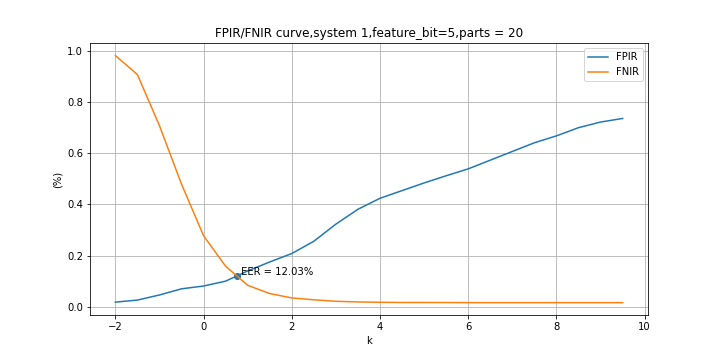 FPIR/FNIR curve,system 1,feature_bit=5,parts = 20
FPIR
FNIR
1.0
0.8
0.6
0.4
0.2
0.0
(%)
EER = 12.03%
−2
0
2
4
6
8
10
k